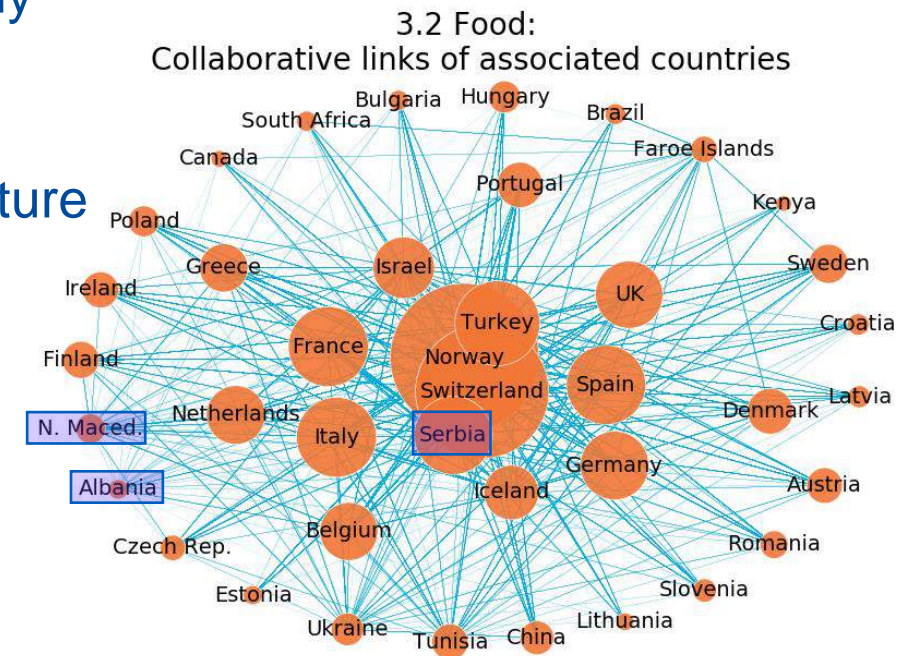 3.2 Food:
Collaborative links of associated countries
ture
Bulgaria
Hungary
South Africa
Brazil
Canada
Faroe Islands
Portugal
Kenya
Poland
Greece
Israel
Sweden
Ireland
UK
Turkey
Croatia
France
Norway
Finland
Switzerland
Spain
Latvia
Netherlands
Denmark
N. Maced.
Italy
Serbia
Germany
Albania
Iceland
Austria
Belgium
Czech Rep.
Romania
Estonia
Slovenia
Ukraine
Lithuania
Tunisia
China